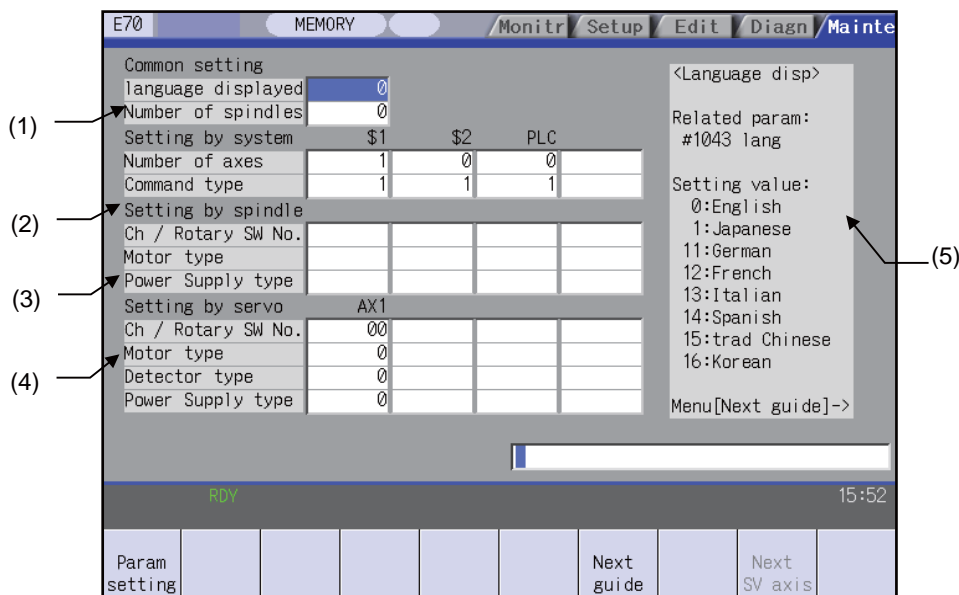 E70 MEMORY Monitr Setup Edit Diagn Mainte
Common setting
language displayed 0
Number of spindles 0
Setting by system $1 $2 PLC
Number of axes 1 0 0
Command type 1 1 1
Setting by spindle
Ch / Rotary SW No.
Motor type
Power Supply type
Setting by servo AX1
Ch / Rotary SW No. 00
Motor type 0
Detector type 0
Power Supply type 0
<Language disp>
Related param:
#1043 lang
Setting value:
0:English
1:Japanese
11:German
12:French
13:Italian
14:Spanish
15:trad Chinese
16:Korean
Menu[Next guide]->
(1)
(2)
(3)
(4)
(5)
RDY 15:52
Param setting
Next guide
Next SV axis